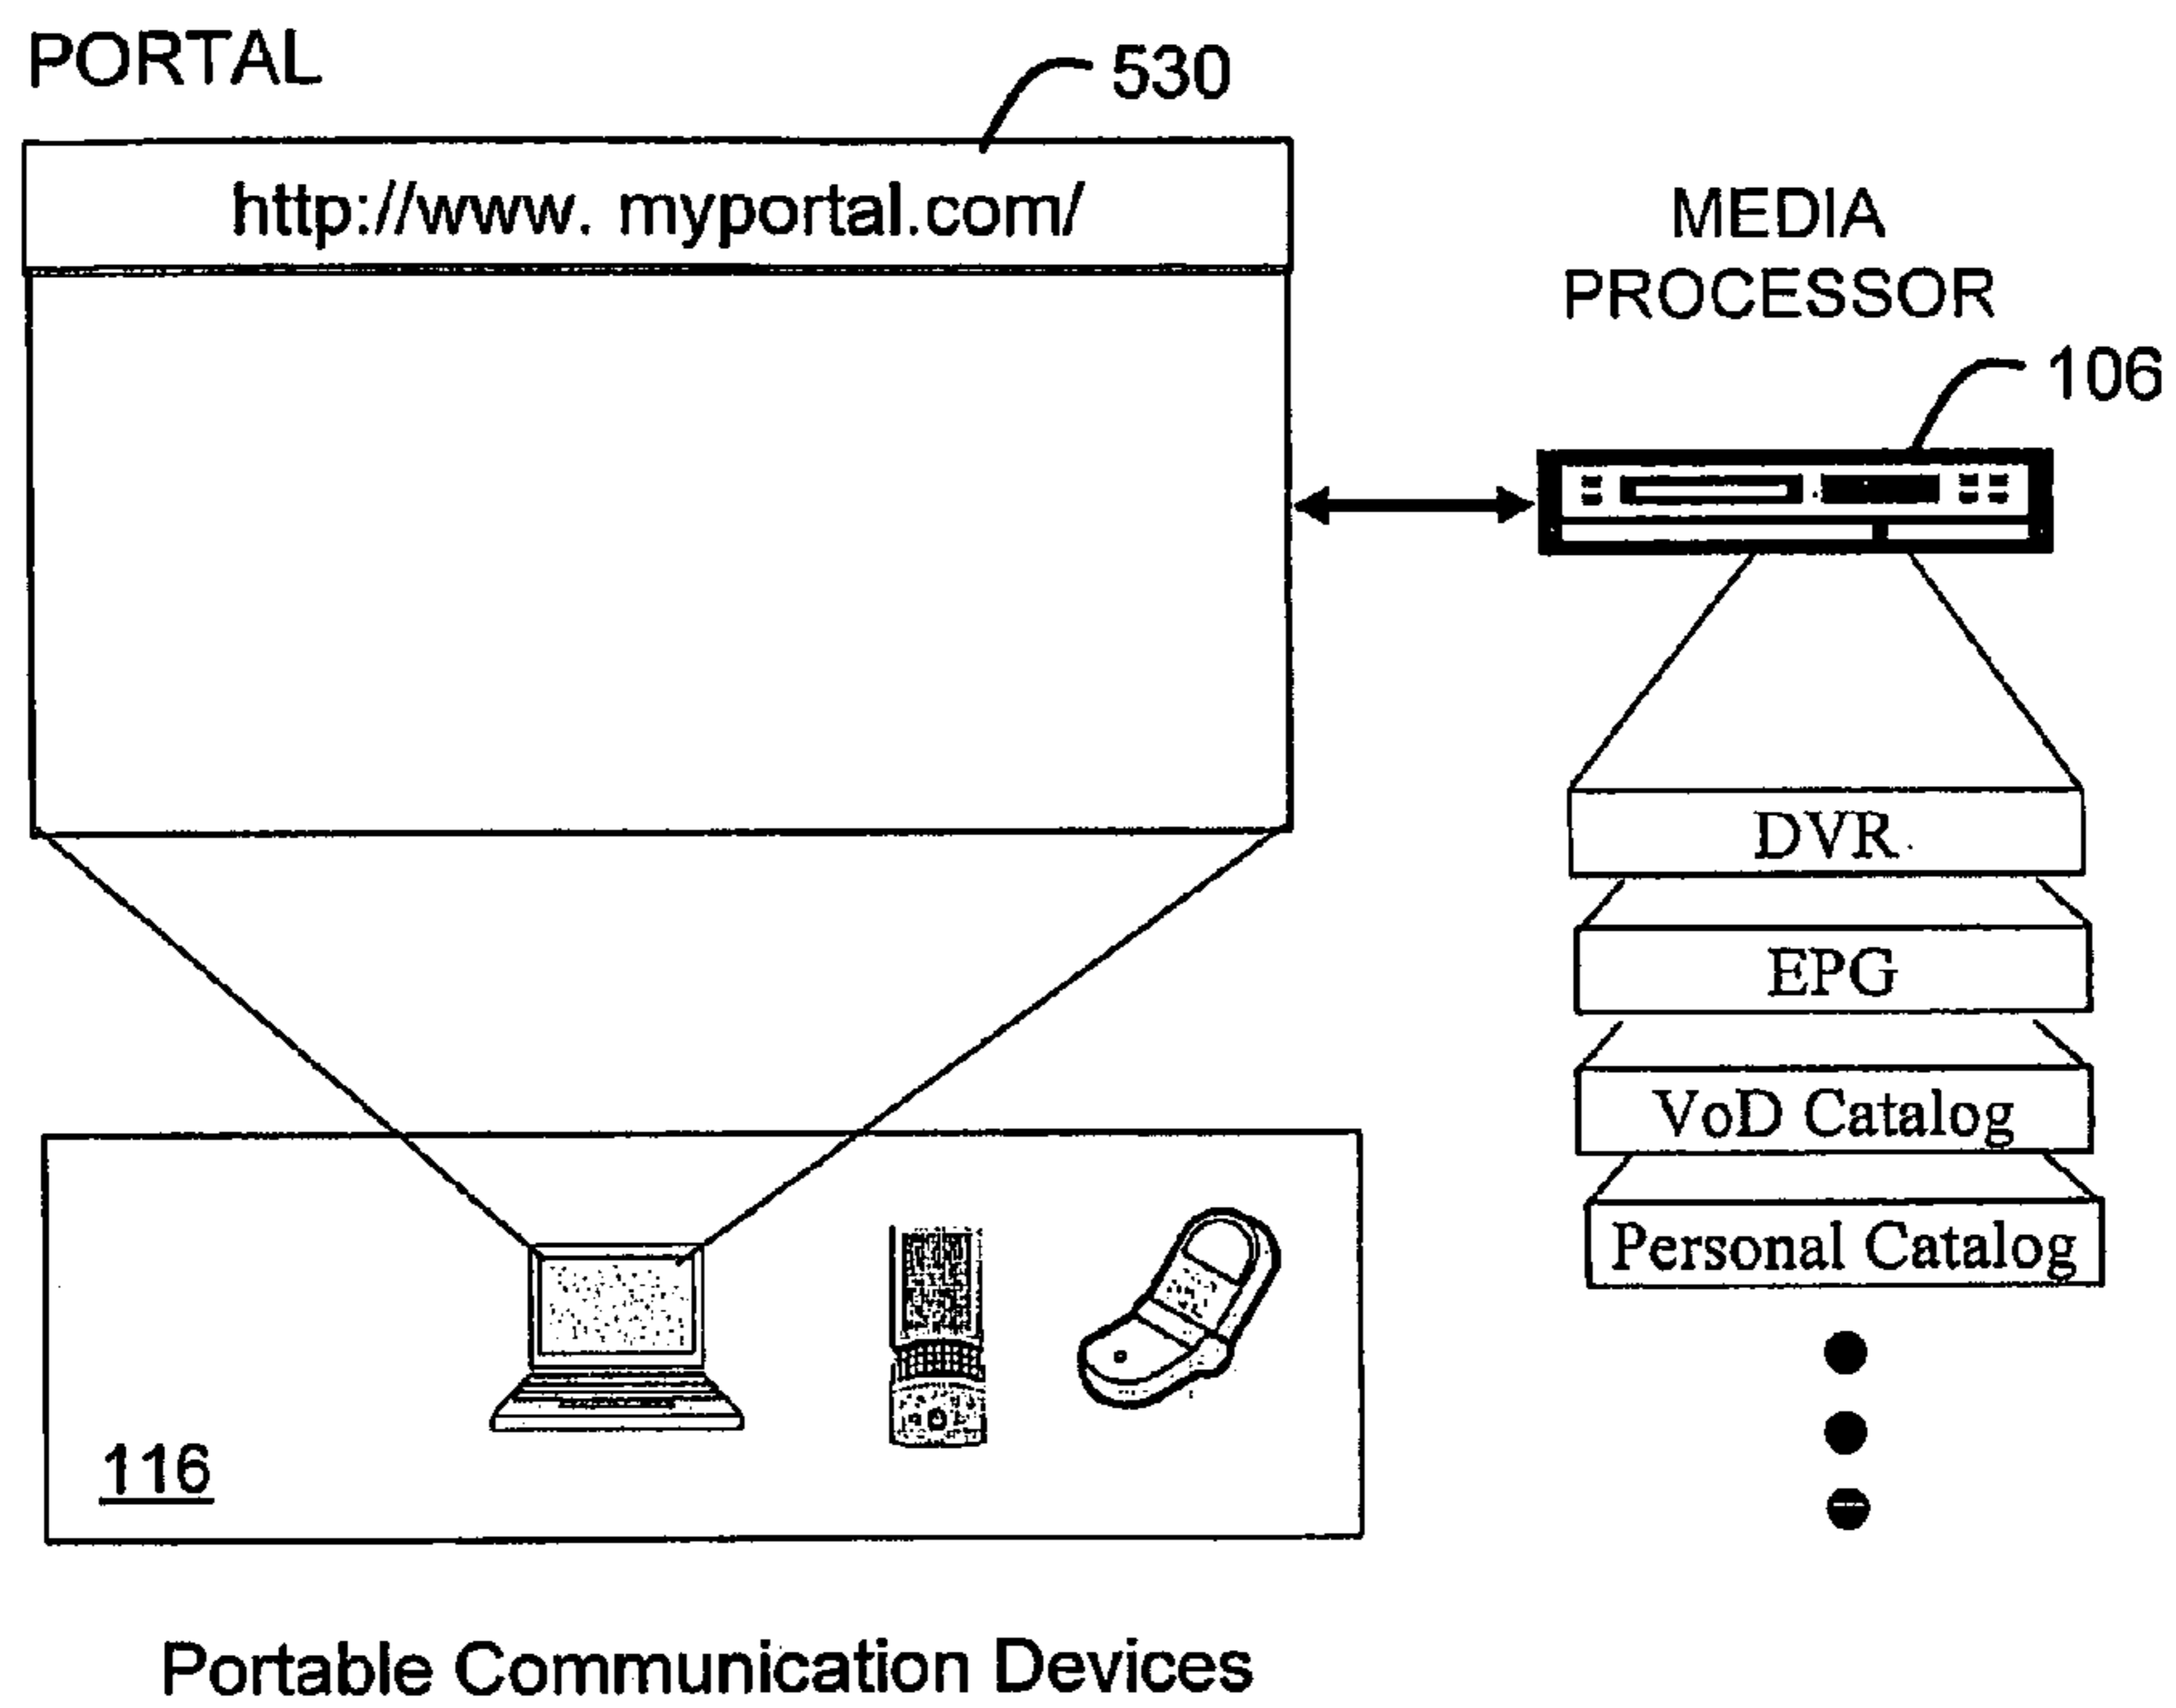 PORTAL
530
http://www. myportal.com/
MEDIA
PROCESSOR
106
DVR
EPG
VoD Catalog
Personal Catalog
116
Portable Communication Devices